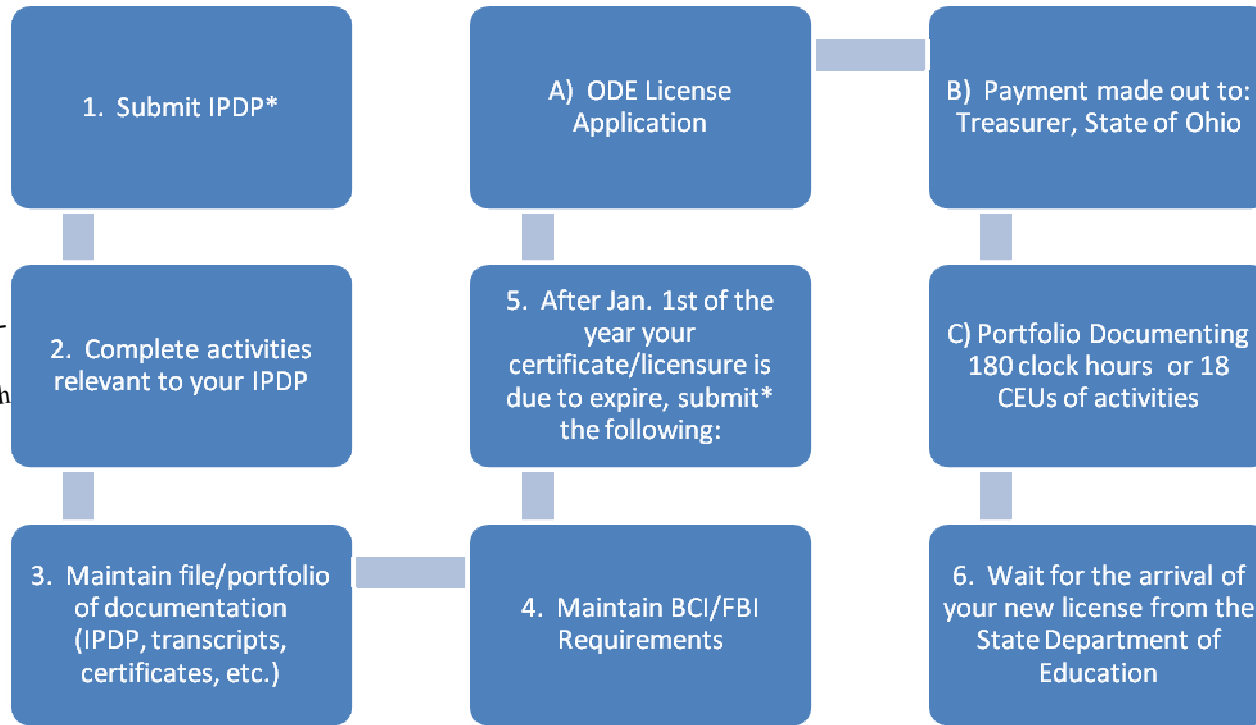 1. Submit IPDP*
2. Complete activities
relevant to your IPDP
3. Maintain file/portfolio
of documentation
(IPDP, transcripts,
certificates, etc.)
4. Maintain BCI/FBI
Requirements
5. After Jan. 1st of the
year your
certificate/licensure is
due to expire, submit*
the following:
A) ODE License
Application
B) Payment made out to:
Treasurer, State of Ohio
C) Portfolio Documenting
180 clock hours or 18
CEUs of activities
6. Wait for the arrival of
your new license from the
State Department of
Education